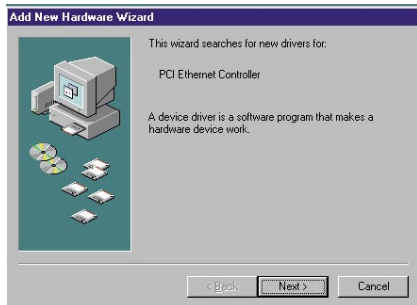 Add New Hardware Wizard
This wizard searches for new drivers for:
PCI Ethernet Controller
A device driver is a software program that makes a
hardware device work.
< Back
Next >
Cancel